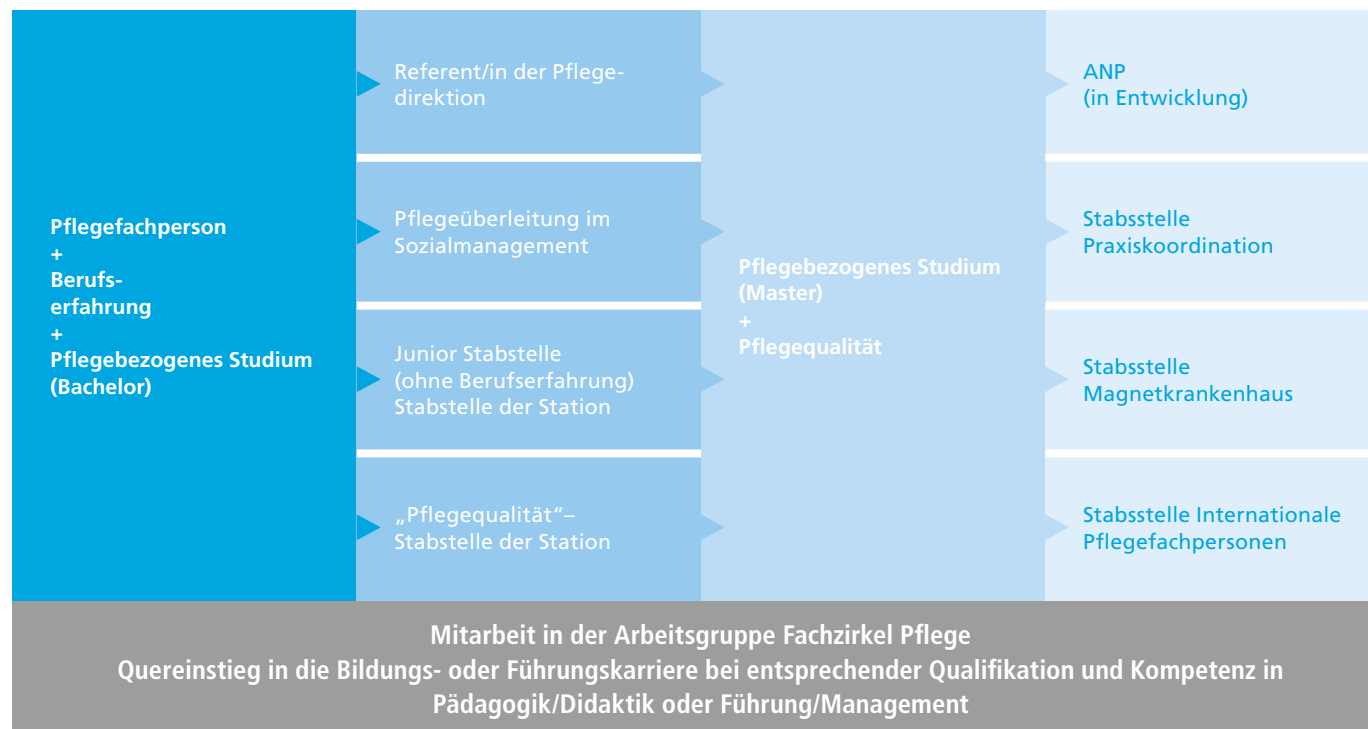 Pflegefachperson
+
Berufs-
erfahrung
+
Pflegebezogenes Studium
(Bachelor)
Referent/in der Pflege-
direktion
Pflegeüberleitung im
Sozialmanagement
Junior Stabstelle
(ohne Berufserfahrung)
Stabstelle der Station
„Pflegequalität“–
Stabstelle der Station
Pflegebezogenes Studium
(Master)
+
Pflegequalität
ANP
(in Entwicklung)
Stabsstelle
Praxiskoordination
Stabsstelle
Magnetkrankenhaus
Stabsstelle Internationale
Pflegefachpersonen
Mitarbeit in der Arbeitsgruppe Fachzirkel Pflege
Quereinstieg in die Bildungs- oder Führungskarriere bei entsprechender Qualifikation und Kompetenz in
Pädagogik/Didaktik oder Führung/Management